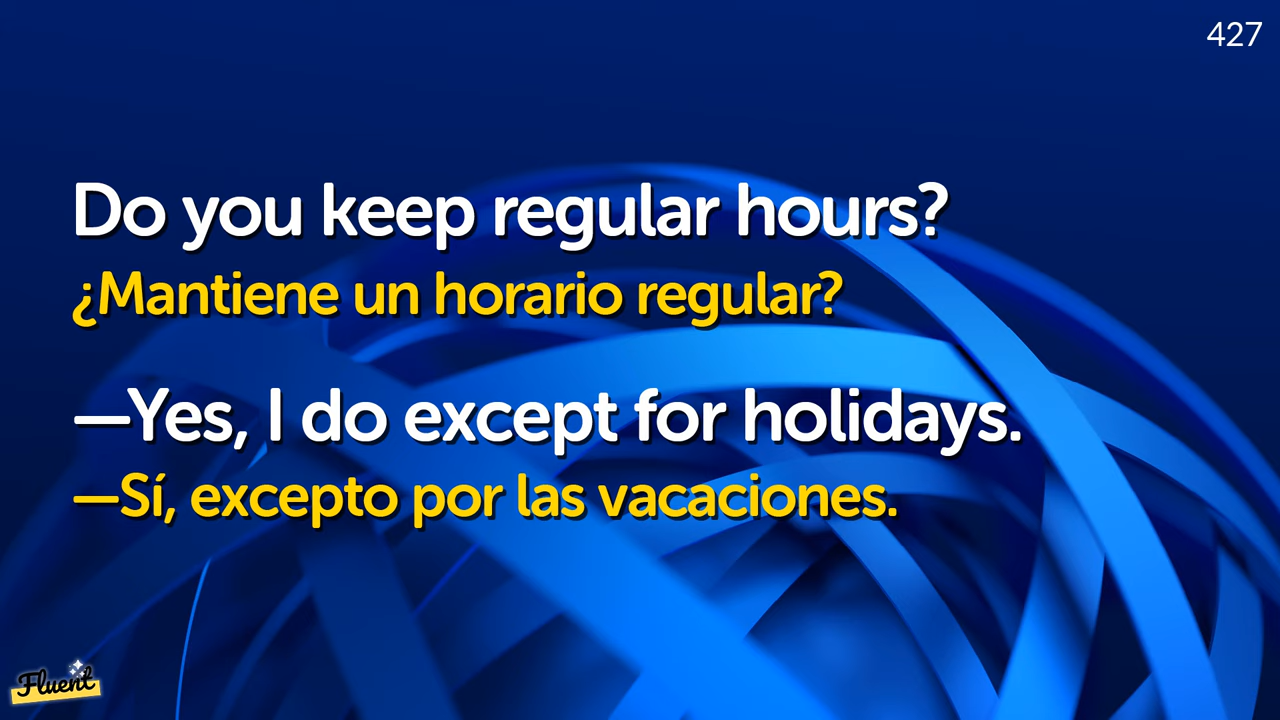 427
Do you keep regular hours?
¿Mantiene un horario regular?
—Yes, I do except for holidays.
—Sí, excepto por las vacaciones.
Fluent